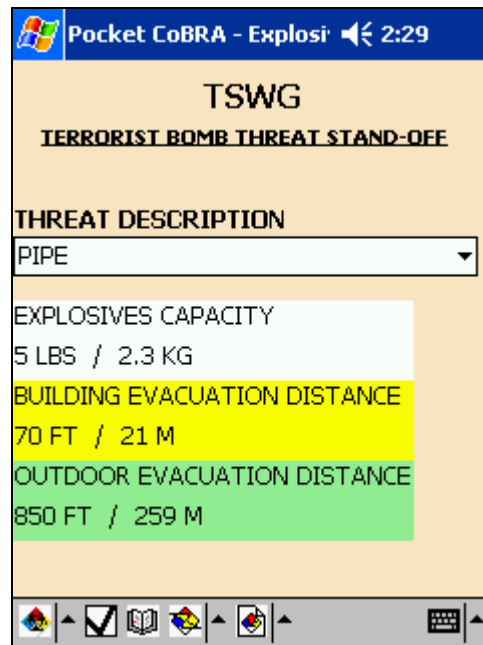 Pocket CoBRA - Explosi 2:29
TSWG
TERRORIST BOMB THREAT STAND-OFF
THREAT DESCRIPTION
PIPE
EXPLOSIVES CAPACITY
5 LBS / 2.3 KG
BUILDING EVACUATION DISTANCE
70 FT / 21 M
OUTDOOR EVACUATION DISTANCE
850 FT / 259 M